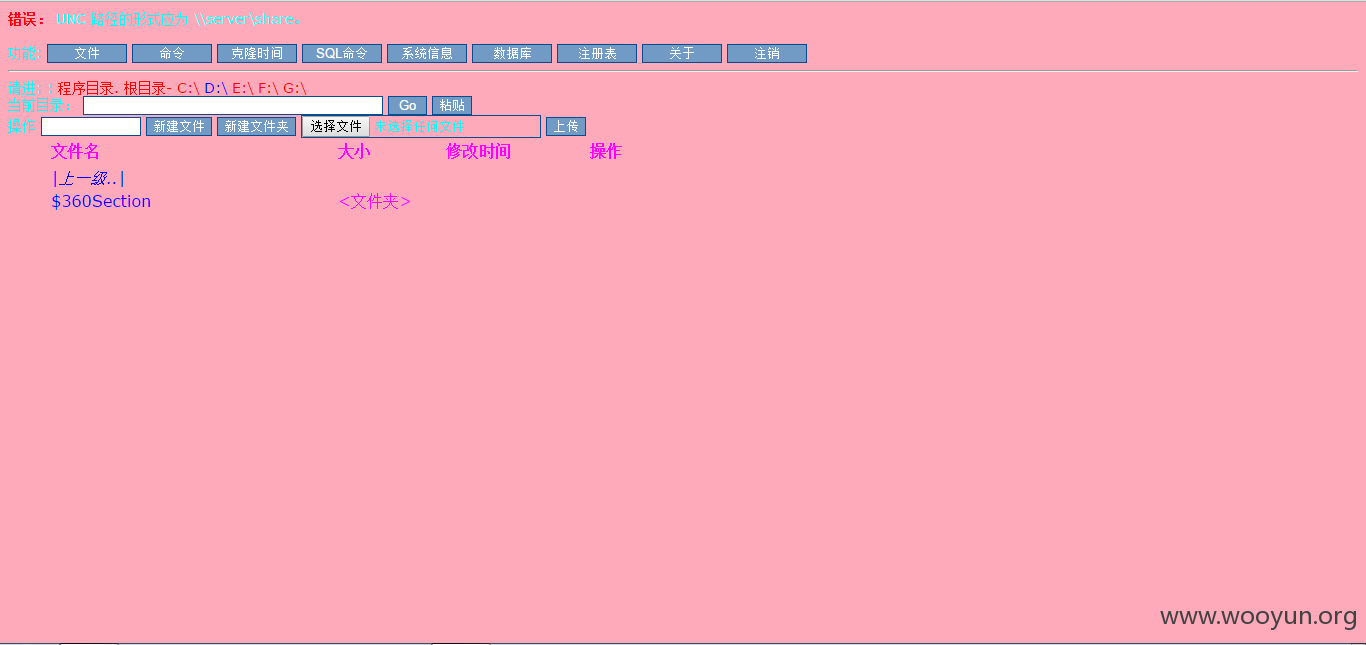 错误： UNC 路径的形式应为 \\server\share。
功能: 文件 命令 克隆时间 SQL命令 系统信息 数据库 注册表 关于 注销
请进: : 程序目录. 根目录- C:\ D:\ E:\ F:\ G:\
当前目录: Go 粘贴
操作 新建文件 新建文件夹 选择文件 未选择任何文件 上传
文件名 大小 修改时间 操作
|上一级..|
$360Section <文件夹>
www.wooyun.org